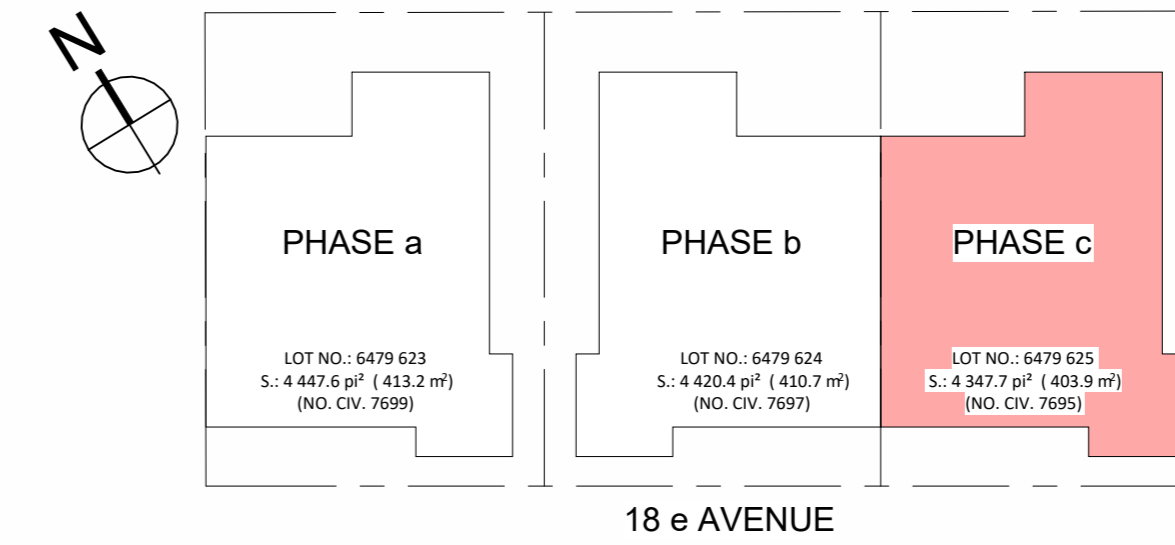 N
PHASE a
LOT NO.: 6479 623
S.: 4 447.6 pi² ( 413.2 m²)
(NO. CIV. 7699)
PHASE b
LOT NO.: 6479 624
S.: 4 420.4 pi² ( 410.7 m²)
(NO. CIV. 7697)
PHASE c
LOT NO.: 6479 625
S.: 4 347.7 pi² ( 403.9 m²)
(NO. CIV. 7695)
18 e AVENUE